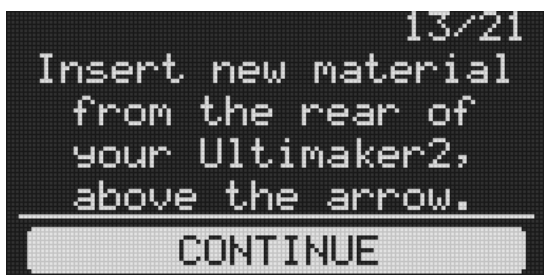 13/21
Insert new material
from the rear of
your Ultimaker2,
above the arrow.
CONTINUE